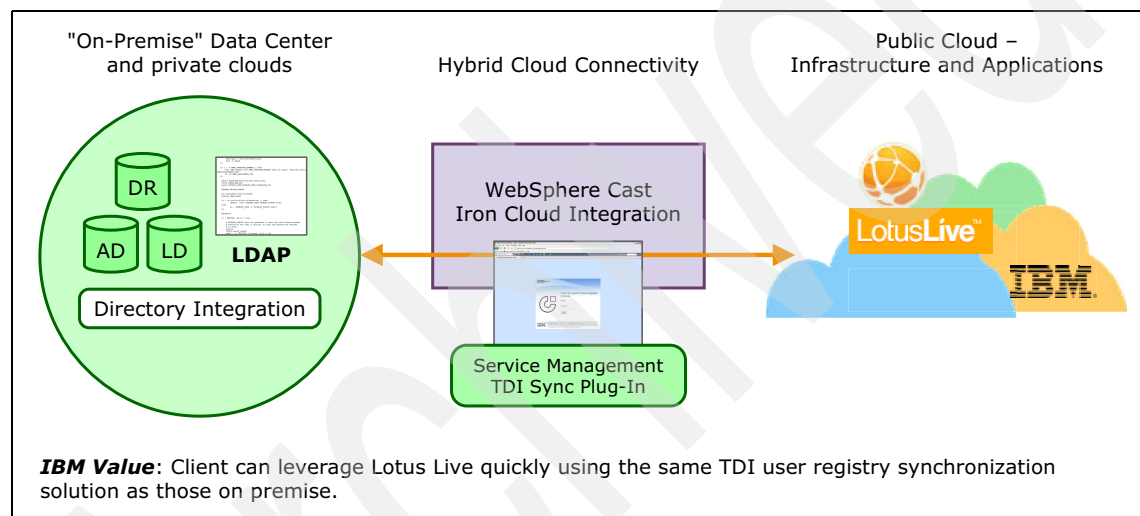 "On-Premise" Data Center
and private clouds
Hybrid Cloud Connectivity
Public Cloud –
Infrastructure and Applications
DR
AD
LD
LDAP
Directory Integration
WebSphere Cast
Iron Cloud Integration
IBM
Service Management
TDI Sync Plug-In
LotusLive™
IBM®
IBM Value: Client can leverage Lotus Live quickly using the same TDI user registry synchronization
solution as those on premise.